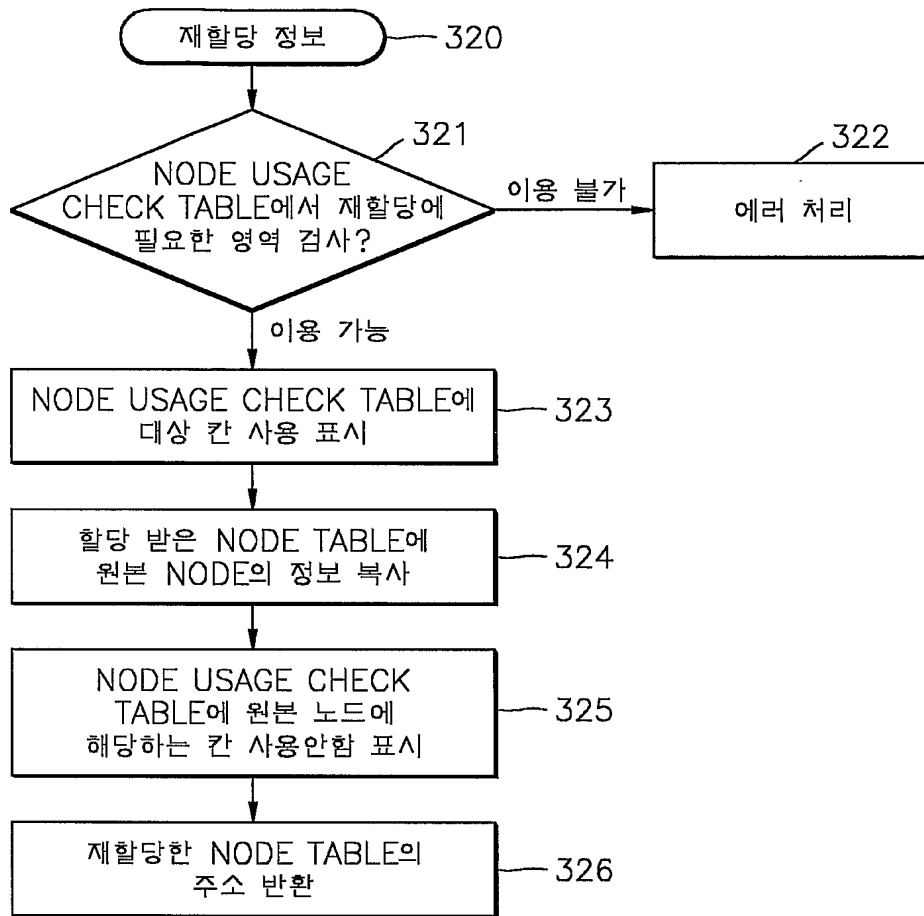 재할당 정보
320
321
NODE USAGE
CHECK TABLE에서 재할당에
필요한 영역 검사?
이용 불가
322
에러 처리
이용 가능
NODE USAGE CHECK TABLE에
대상 칸 사용 표시
323
할당 받은 NODE TABLE에
원본 NODE의 정보 복사
324
NODE USAGE CHECK
TABLE에 원본 노드에
해당하는 칸 사용안함 표시
325
재할당한 NODE TABLE의
주소 반환
326